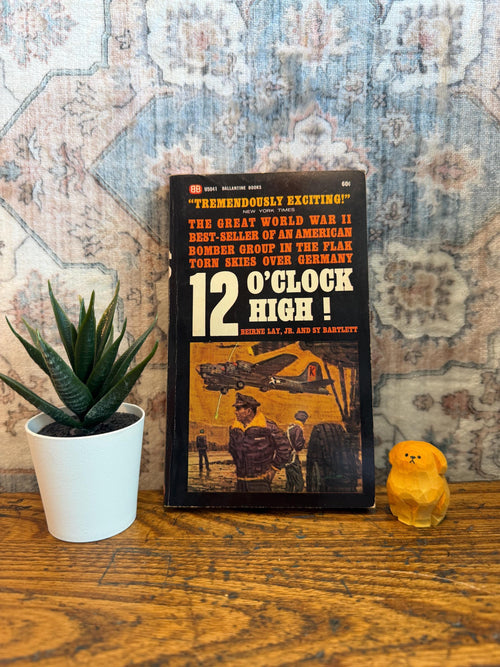 BB U5041 BALLANTINE BOOKS 60¢
"TREMENDOUSLY EXCITING!"
NEW YORK TIMES
THE GREAT WORLD WAR II
BEST-SELLER OF AN AMERICAN
BOMBER GROUP IN THE FLAK
TORN SKIES OVER GERMANY
12 O'CLOCK
HIGH!
BEIRNE LAY, JR. AND SY BARTLETT
K